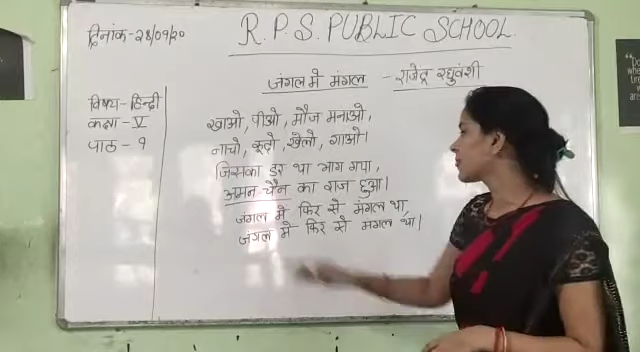 दिनांक-28/09/20
R.P.S. PUBLIC SCHOOL.
जंगल मे मंगल - राजेंद्र रघुवंशी
विषय-हिन्दी
कक्षा-V
पाठ-9
खाओ, पीओ, मौज मनाओ,
नाचो, कूदो, खेलो, गाओ।
जिसका डर था भाग गया,
अमन चैन का राज हुआ।
जंगल मे फिर से मंगल था,
जंगल मे फिर से मंगल था।